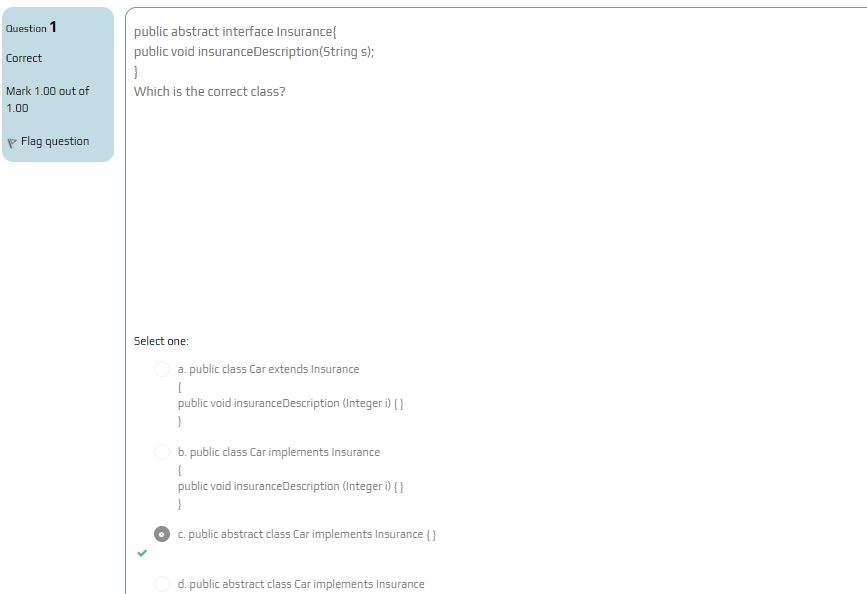 Question 1
Correct
Mark 1.00 out of
1.00
Flag question
public abstract interface Insurance{
public void insuranceDescription(String s);
}
Which is the correct class?
Select one:
a. public class Car extends Insurance
{
public void insuranceDescription (Integer i) { }
}
b. public class Car implements Insurance
{
public void insuranceDescription (Integer i) { }
}
c. public abstract class Car implements Insurance { }
d. public abstract class Car implements Insurance